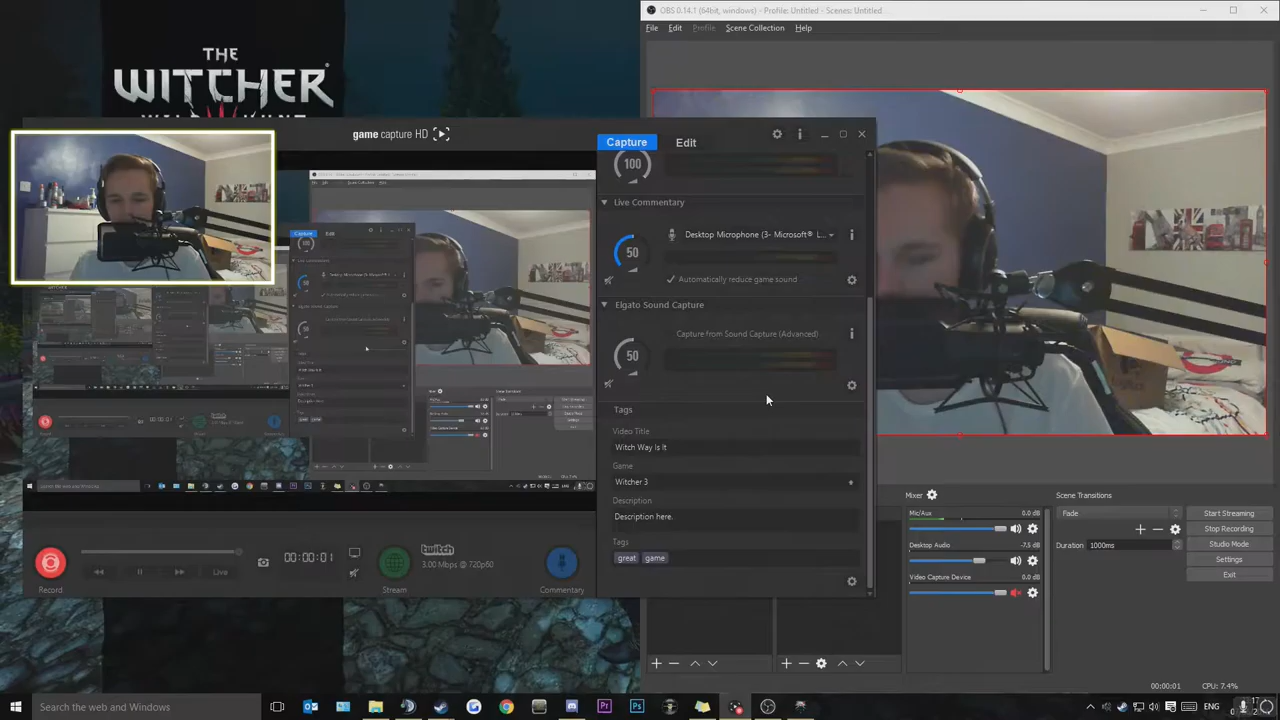 THE
WITCHER
OBS 0.14.1 (64bit, windows) - Profile: Untitled - Scenes: Untitled
File Edit Profile Scene Collection Help
game capture HD
Capture Edit
100
Live Commentary
Desktop Microphone (3- Microsoft® L...
50
Automatically reduce game sound
Elgato Sound Capture
Capture from Sound Capture (Advanced)
50
Tags
Video Title
Witch Way Is It
Game
Witcher 3
Description
Description here.
Tags
great game
00:00:01
Live
twitch
3.00 Mbps @ 720p60
Record
Stream
Commentary
Mixer
Mic/Aux 0.0 dB
Desktop Audio -7.5 dB
Video Capture Device 0.0 dB
Scene Transitions
Fade
Duration 1000ms
Start Streaming
Stop Recording
Studio Mode
Settings
Exit
00:00:01 CPU: 7.4%
Search the web and Windows
Pr
Ps
ENG